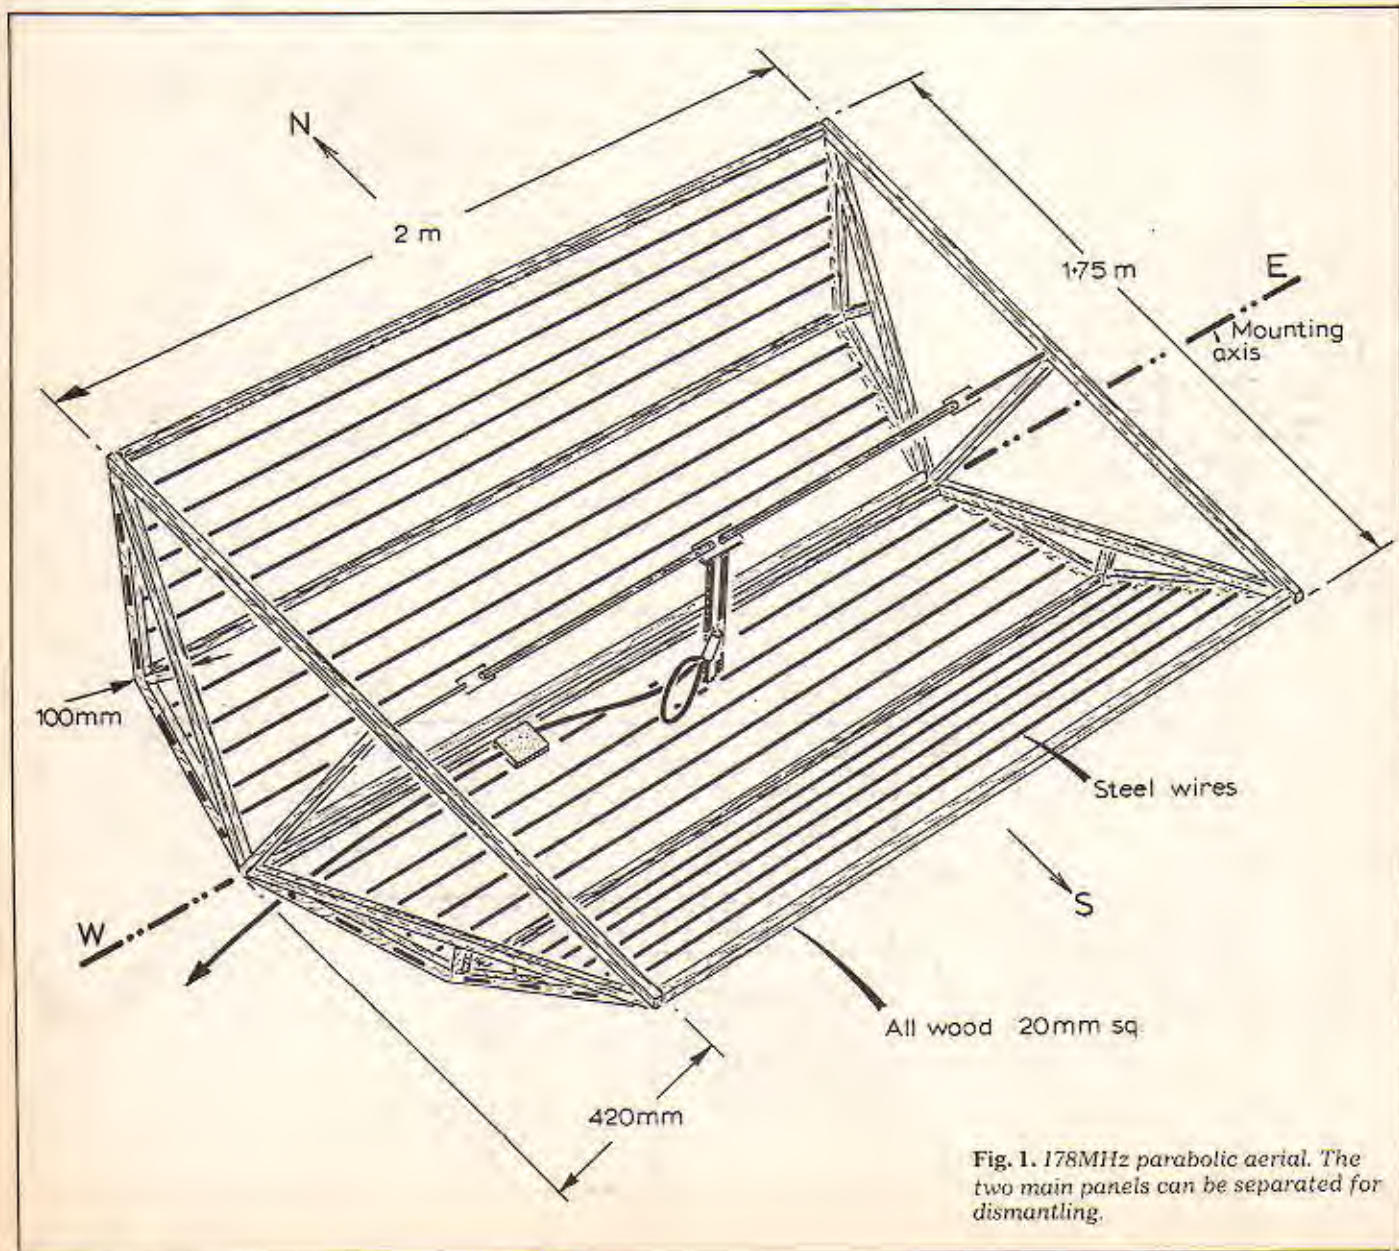 N
2 m
1·75 m
E
Mounting
axis
100mm
Steel wires
S
W
All wood 20mm sq
420mm
Fig. 1. 178MHz parabolic aerial. The
two main panels can be separated for
dismantling.